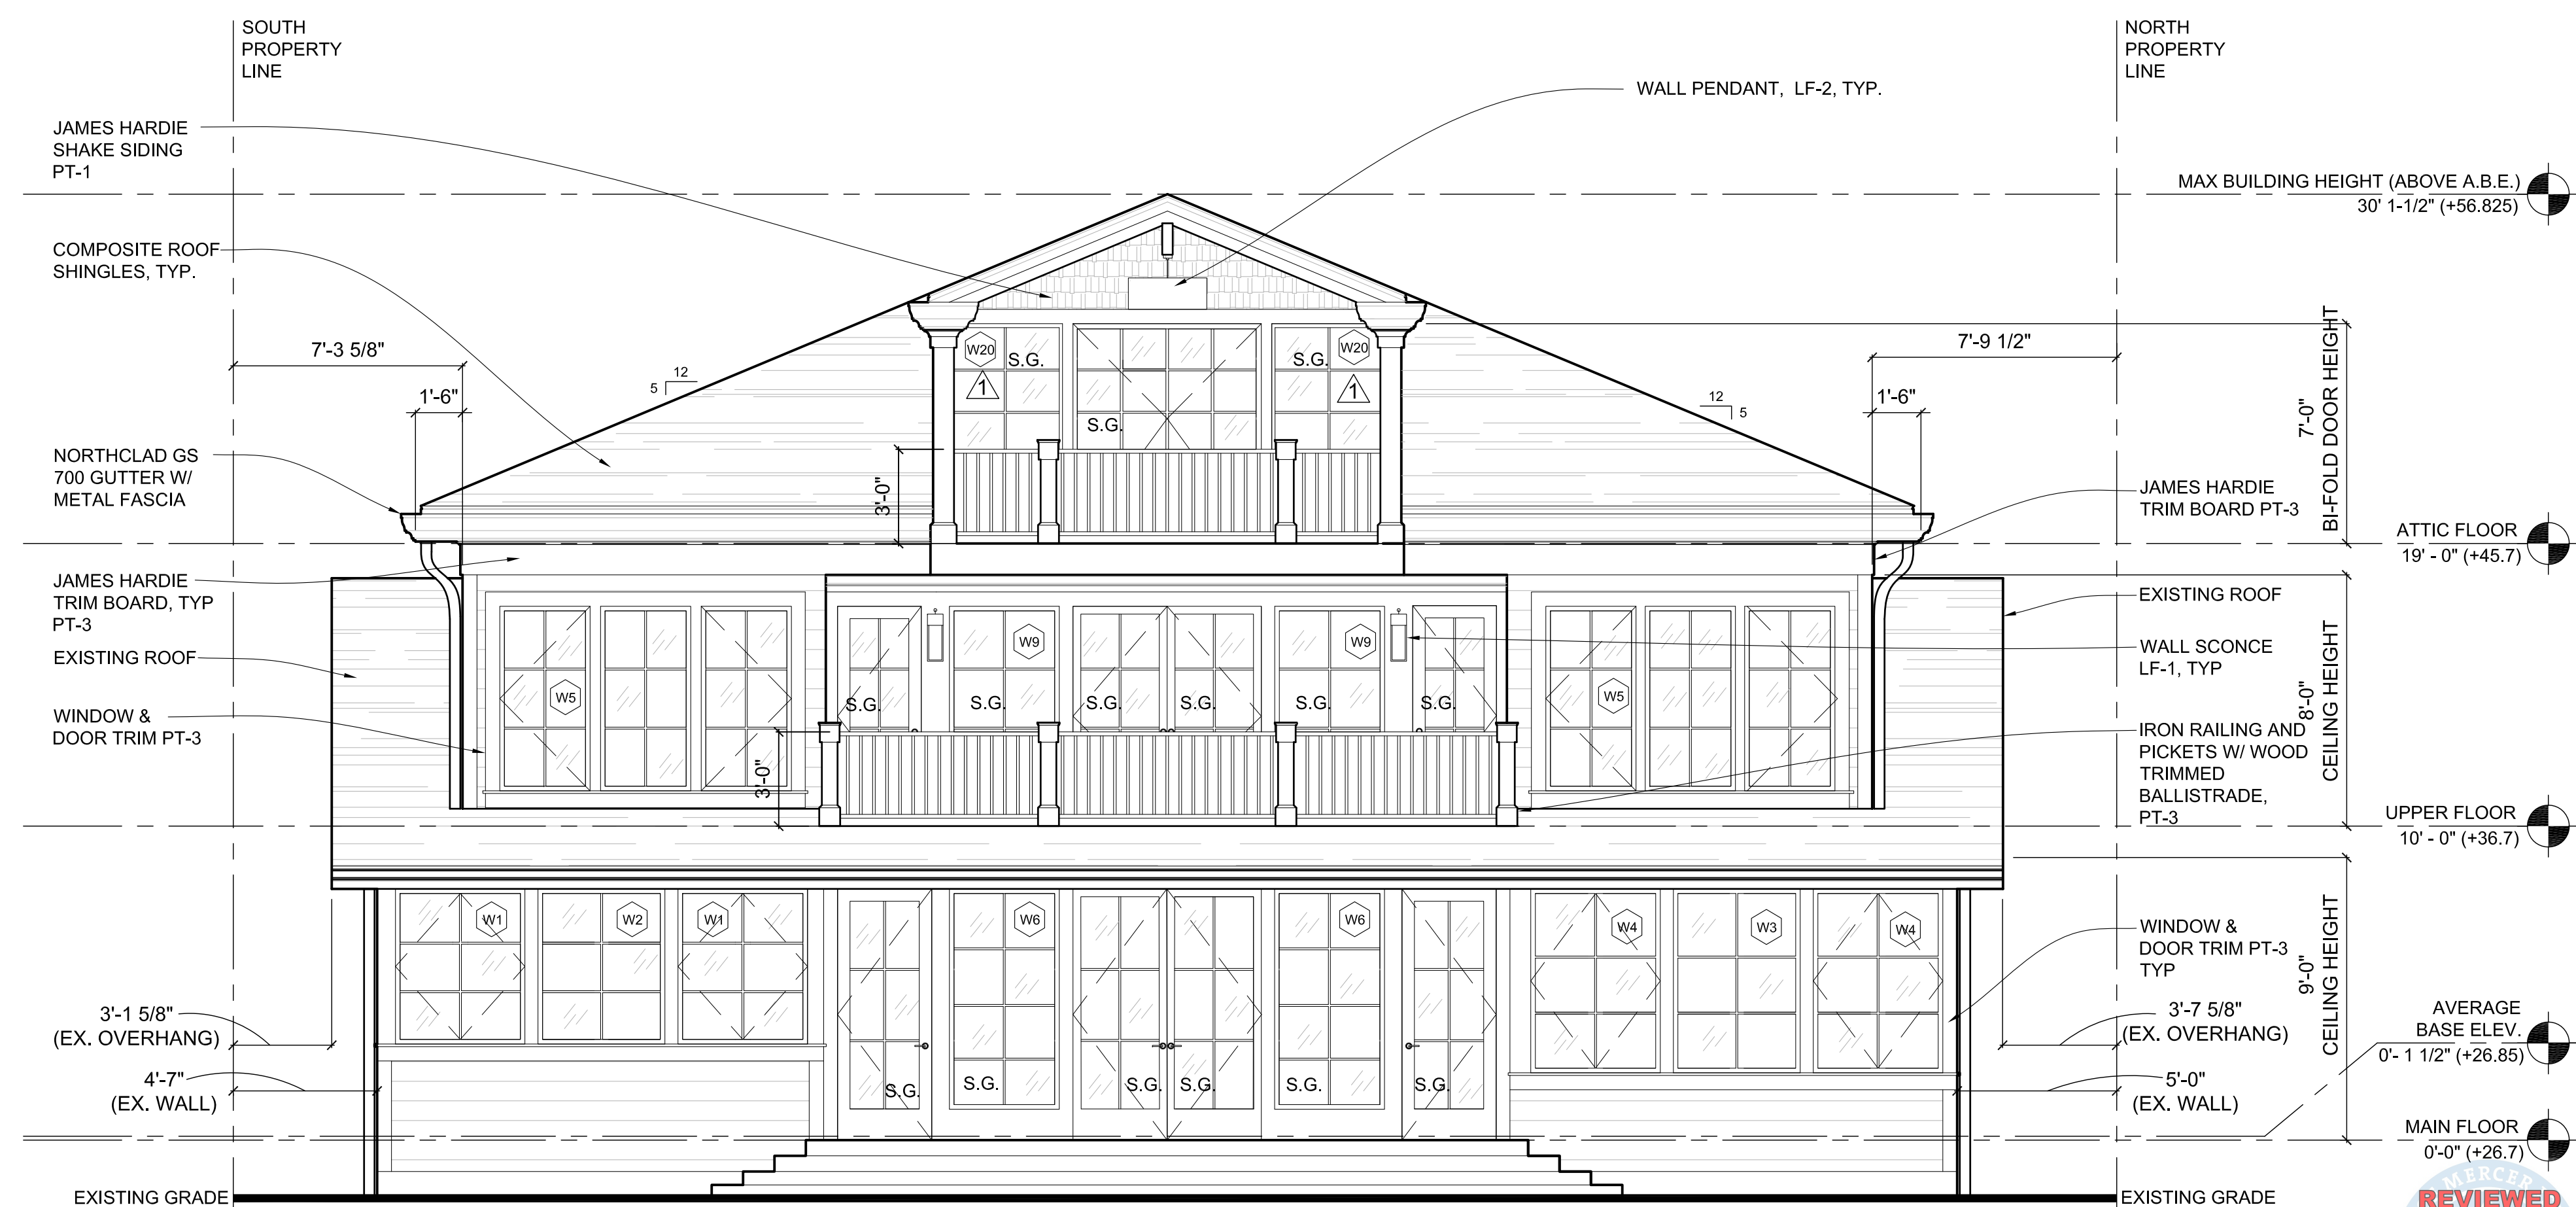 SOUTH
PROPERTY
LINE
NORTH
PROPERTY
LINE
WALL PENDANT, LF-2, TYP.
JAMES HARDIE
SHAKE SIDING
PT-1
MAX BUILDING HEIGHT (ABOVE A.B.E.)
30' 1-1/2" (+56.825)
COMPOSITE ROOF
SHINGLES, TYP.
7'-3 5/8"
1'-6"
12
5
W20
S.G.
1
S.G.
S.G.
W20
1
12
5
7'-9 1/2"
1'-6"
7'-0"
BI-FOLD DOOR HEIGHT
NORTHCLAD GS
700 GUTTER W/
METAL FASCIA
3'-0"
JAMES HARDIE
TRIM BOARD PT-3
ATTIC FLOOR
19' - 0" (+45.7)
JAMES HARDIE
TRIM BOARD, TYP
PT-3
EXISTING ROOF
EXISTING ROOF
WINDOW &
DOOR TRIM PT-3
WALL SCONCE
LF-1, TYP
W5
W9
W9
W5
S.G.
S.G.
S.G.
S.G.
S.G.
S.G.
8'-0"
CEILING HEIGHT
3'-0"
IRON RAILING AND
PICKETS W/ WOOD
TRIMMED
BALLISTRADE,
PT-3
UPPER FLOOR
10' - 0" (+36.7)
W1
W2
W1
W6
W6
W4
W3
W4
WINDOW &
DOOR TRIM PT-3
TYP
9'-0"
CEILING HEIGHT
3'-1 5/8"
(EX. OVERHANG)
3'-7 5/8"
(EX. OVERHANG)
AVERAGE
BASE ELEV.
0'- 1 1/2" (+26.85)
4'-7"
(EX. WALL)
S.G.
S.G.
S.G.
S.G.
S.G.
S.G.
5'-0"
(EX. WALL)
MAIN FLOOR
0'-0" (+26.7)
EXISTING GRADE
EXISTING GRADE
MERCER
REVIEWED